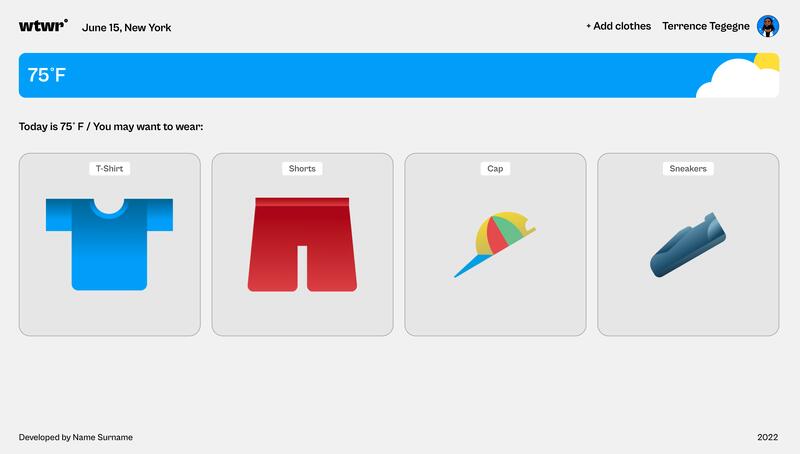 wtwr° June 15, New York + Add clothes Terrence Tegegne
75°F
Today is 75° F / You may want to wear:
T-Shirt Shorts Cap Sneakers
Developed by Name Surname 2022